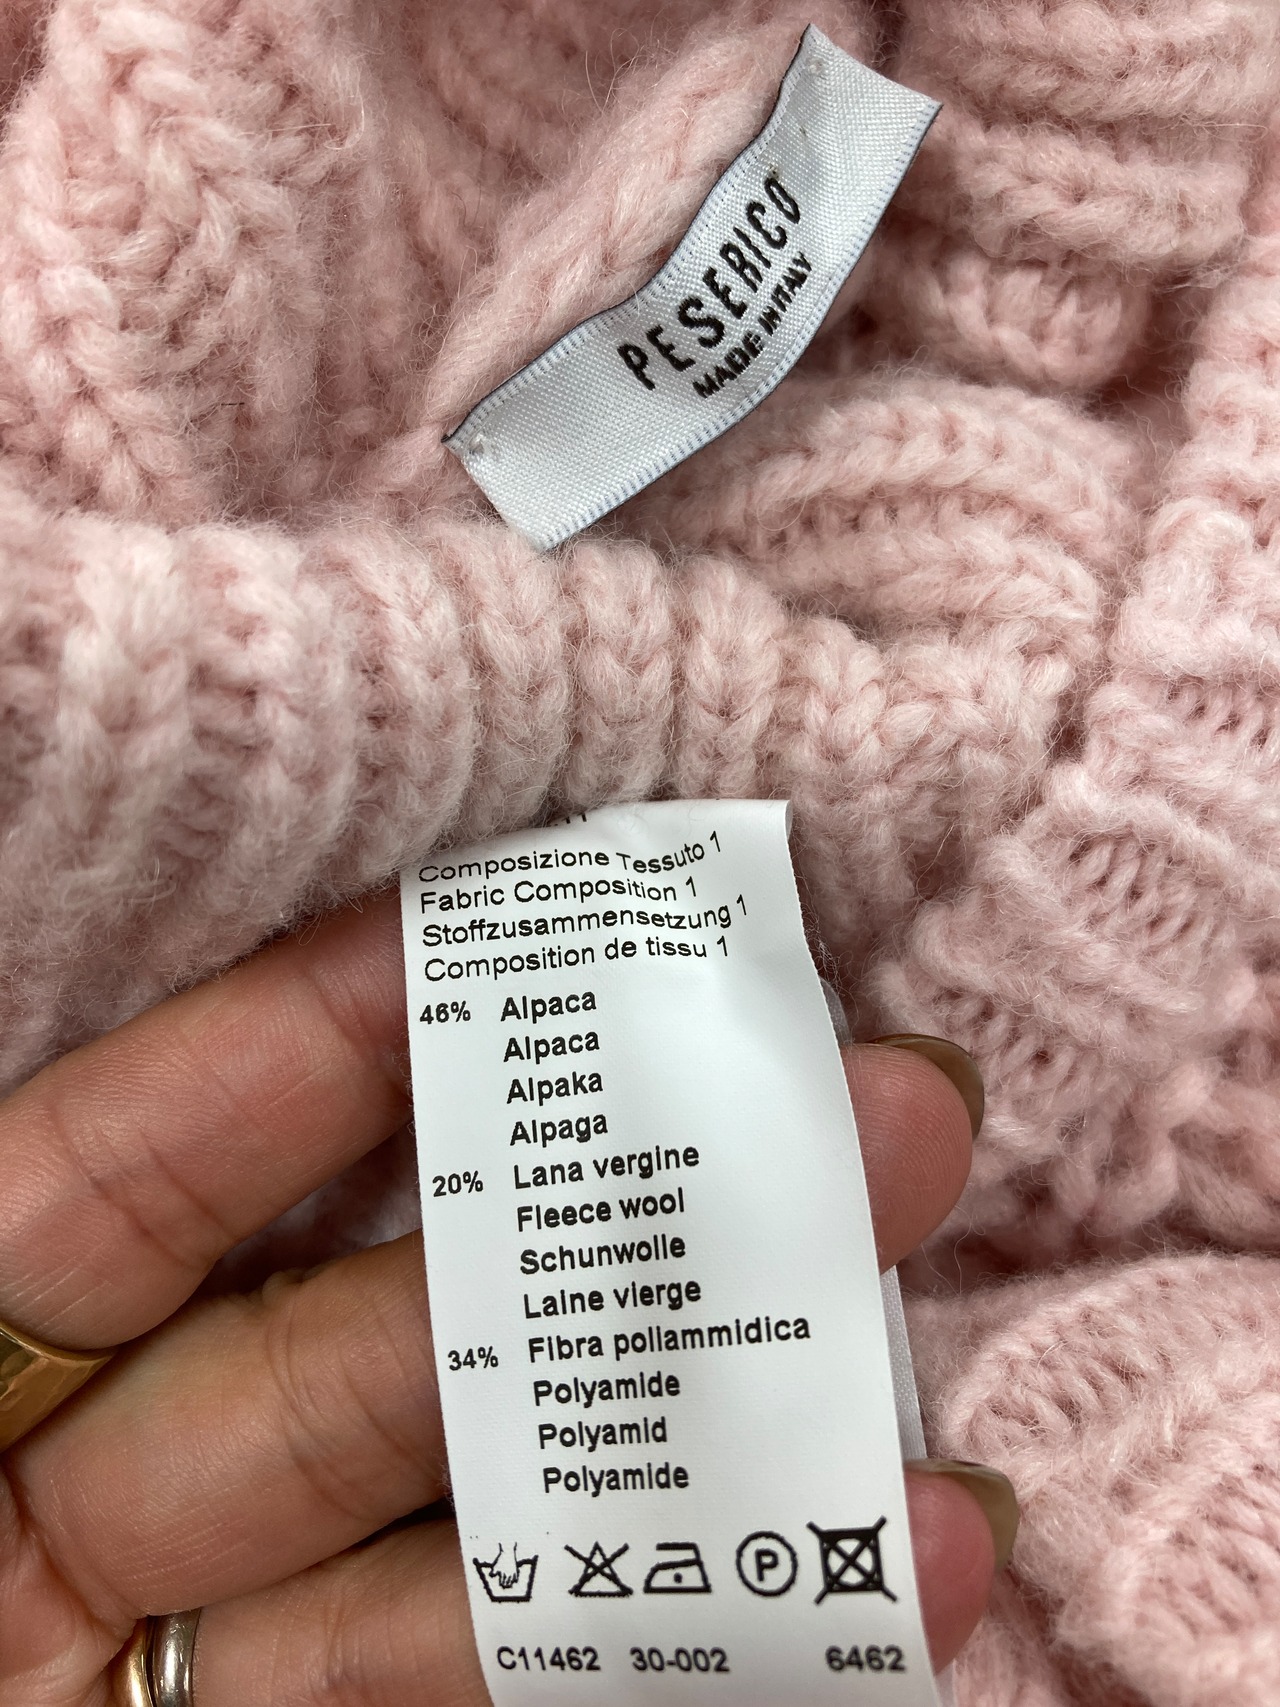 PESERICO
MADE IN ITALY
Composizione Tessuto 1
Fabric Composition 1
Stoffzusammensetzung 1
Composition de tissu 1
46% Alpaca
Alpaca
Alpaka
Alpaga
20% Lana vergine
Fleece wool
Schunwolle
Laine vierge
34% Fibra poliammidica
Polyamide
Polyamid
Polyamide
P
C11462 30-002 6462